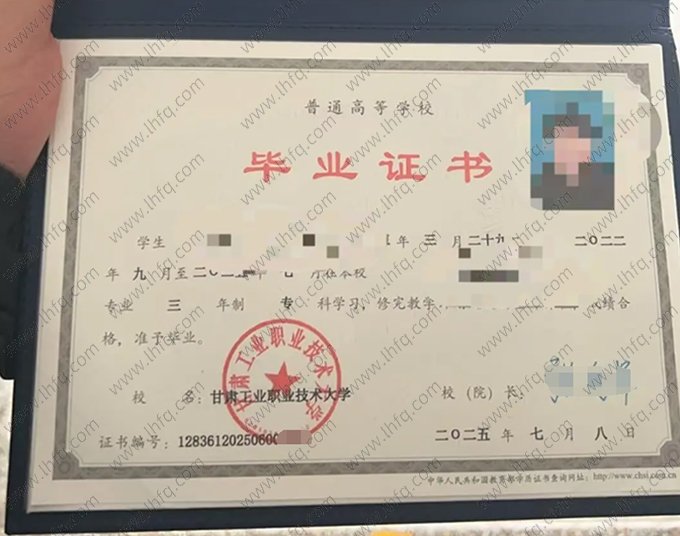 普通高等学校
毕业证书
学生 年 三 月 二十九 二〇二二
年 九 月至 二〇二 年 月在本校
专业 三 年制 专 科学习，修完教学 成绩合
格，准予毕业。
校 名：甘肃工业职业技术大学 校（院）长：
甘肃工业职业技术大学
证书编号：12836120250600 二〇二五 年 七 月 八 日
中华人民共和国教育部学历证书查询网址：http://www.chsi.com.cn
www.lhfq.com